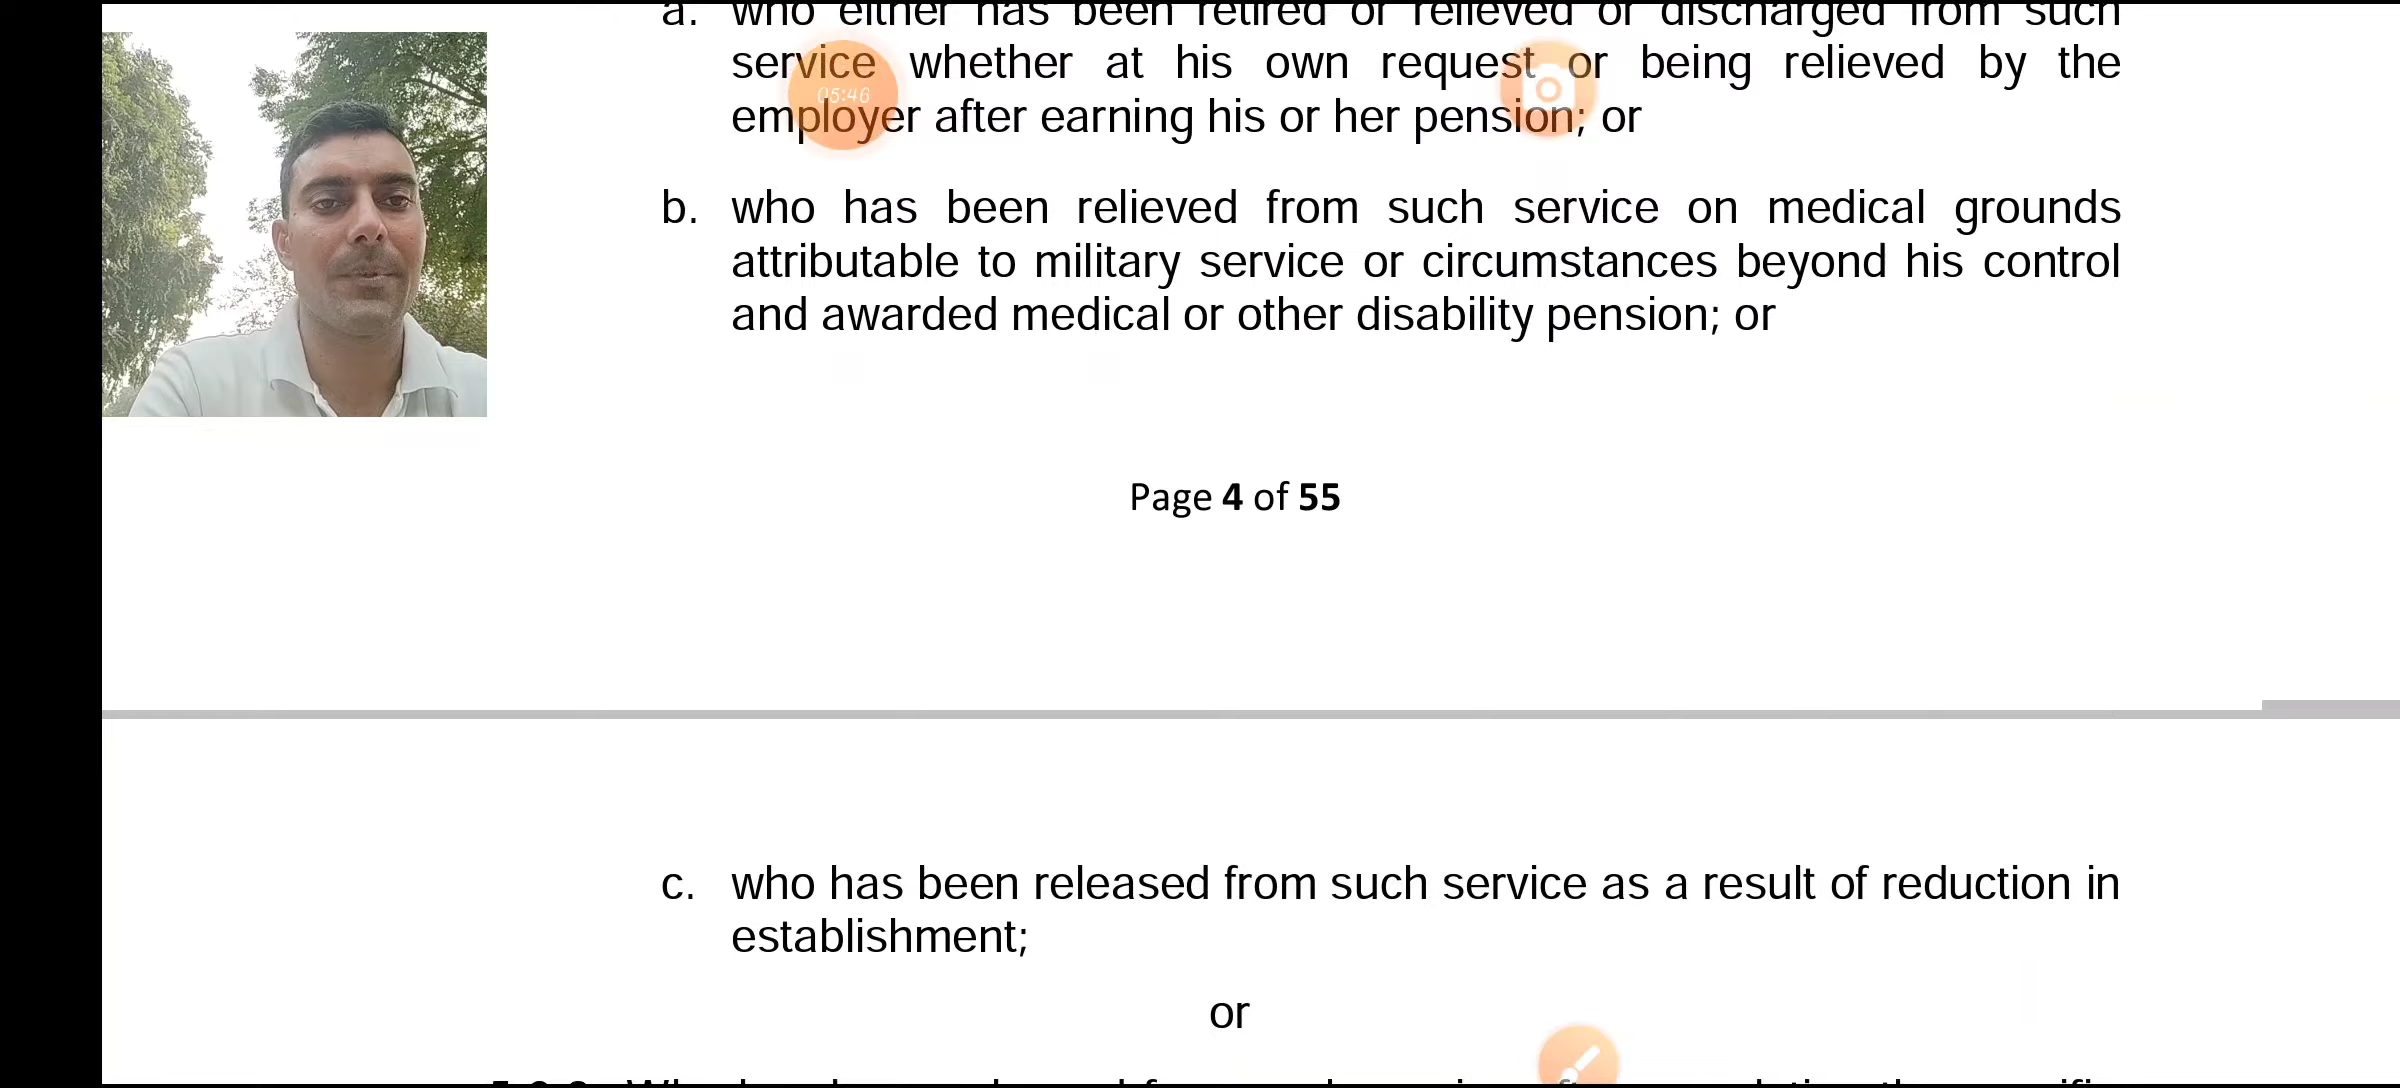 a. who either has been retired or relieved or discharged from such
service whether at his own request or being relieved by the
employer after earning his or her pension; or
05:46
b. who has been relieved from such service on medical grounds
attributable to military service or circumstances beyond his control
and awarded medical or other disability pension; or
Page 4 of 55
c. who has been released from such service as a result of reduction in
establishment;
or